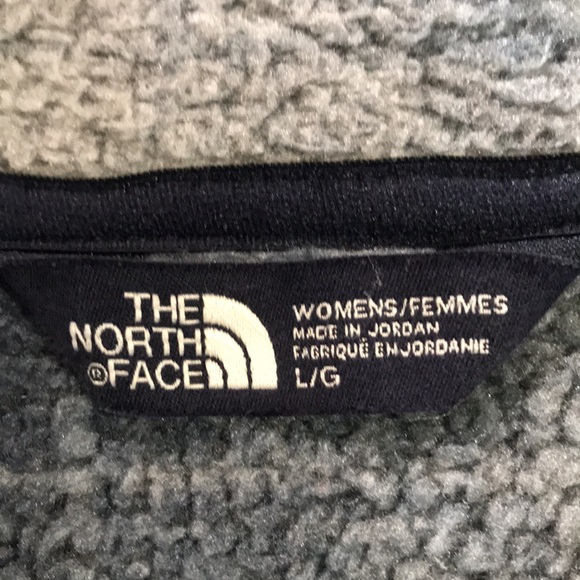 THE
NORTH
®FACE
WOMENS/FEMMES
MADE IN JORDAN
FABRIQUÉ EN JORDANIE
L/G